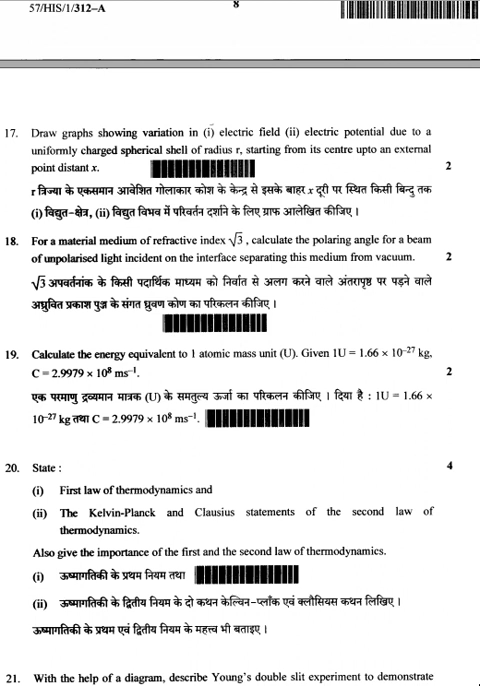 57/HIS/1/312–A
8
17. Draw graphs showing variation in (i) electric field (ii) electric potential due to a
uniformly charged spherical shell of radius r, starting from its centre upto an external
point distant x. 2
r त्रिज्या के एकसमान आवेशित गोलाकार कोश के केन्द्र से इसके बाहर x दूरी पर स्थित किसी बिन्दु तक
(i) विद्युत–क्षेत्र, (ii) विद्युत विभव में परिवर्तन दर्शाने के लिए ग्राफ आलेखित कीजिए ।
18. For a material medium of refractive index √3 , calculate the polaring angle for a beam
of unpolarised light incident on the interface separating this medium from vacuum. 2
√3 अपवर्तनांक के किसी पदार्थिक माध्यम को निर्वात से अलग करने वाले अंतरापृष्ठ पर पड़ने वाले
अध्रुवित प्रकाश पुञ्ज के संगत ध्रुवण कोण का परिकलन कीजिए ।
19. Calculate the energy equivalent to 1 atomic mass unit (U). Given 1U = 1.66 × 10⁻²⁷ kg,
C = 2.9979 × 10⁸ ms⁻¹. 2
एक परमाणु द्रव्यमान मात्रक (U) के समतुल्य ऊर्जा का परिकलन कीजिए । दिया है : 1U = 1.66 ×
10⁻²⁷ kg तथा C = 2.9979 × 10⁸ ms⁻¹.
20. State : 4
(i) First law of thermodynamics and
(ii) The Kelvin-Planck and Clausius statements of the second law of
thermodynamics.
Also give the importance of the first and the second law of thermodynamics.
(i) ऊष्मागतिकी के प्रथम नियम तथा
(ii) ऊष्मागतिकी के द्वितीय नियम के दो कथन केल्विन–प्लाँक एवं क्लौसियस कथन लिखिए ।
ऊष्मागतिकी के प्रथम एवं द्वितीय नियम के महत्त्व भी बताइए ।
21. With the help of a diagram, describe Young's double slit experiment to demonstrate